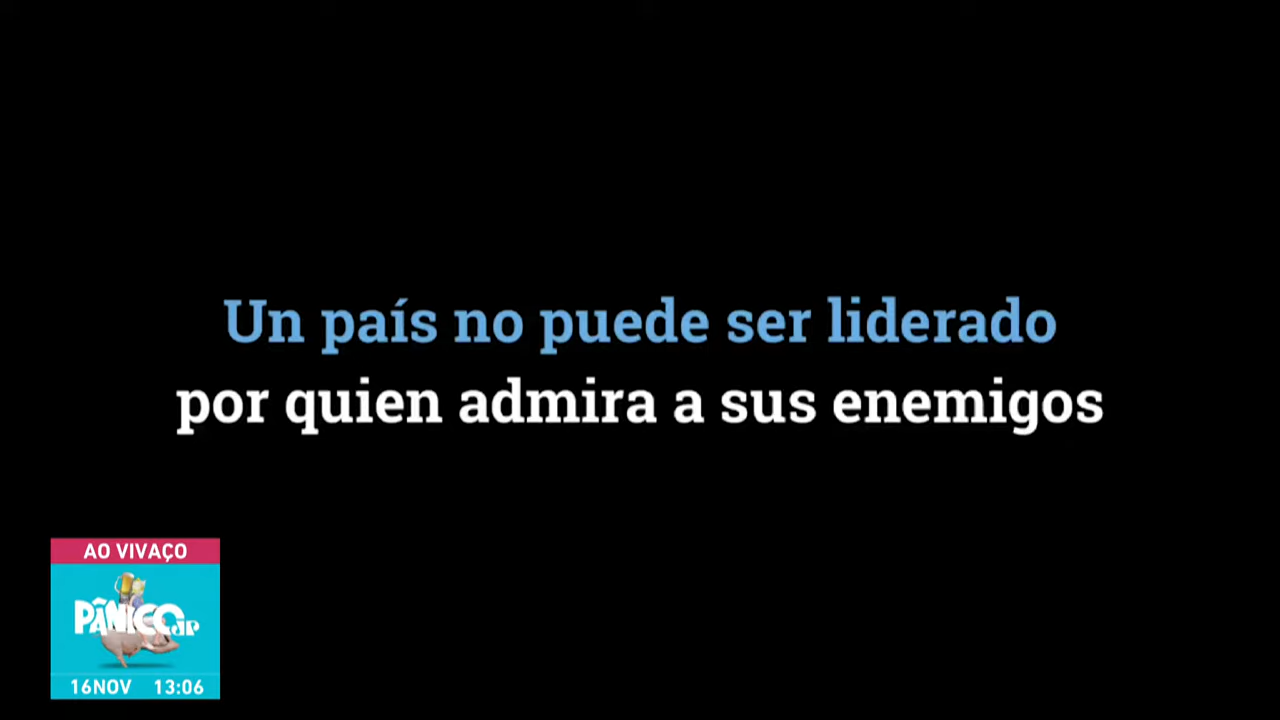 Un país no puede ser liderado
por quien admira a sus enemigos
AO VIVAÇO
PÂNICO JP
16NOV 13:06